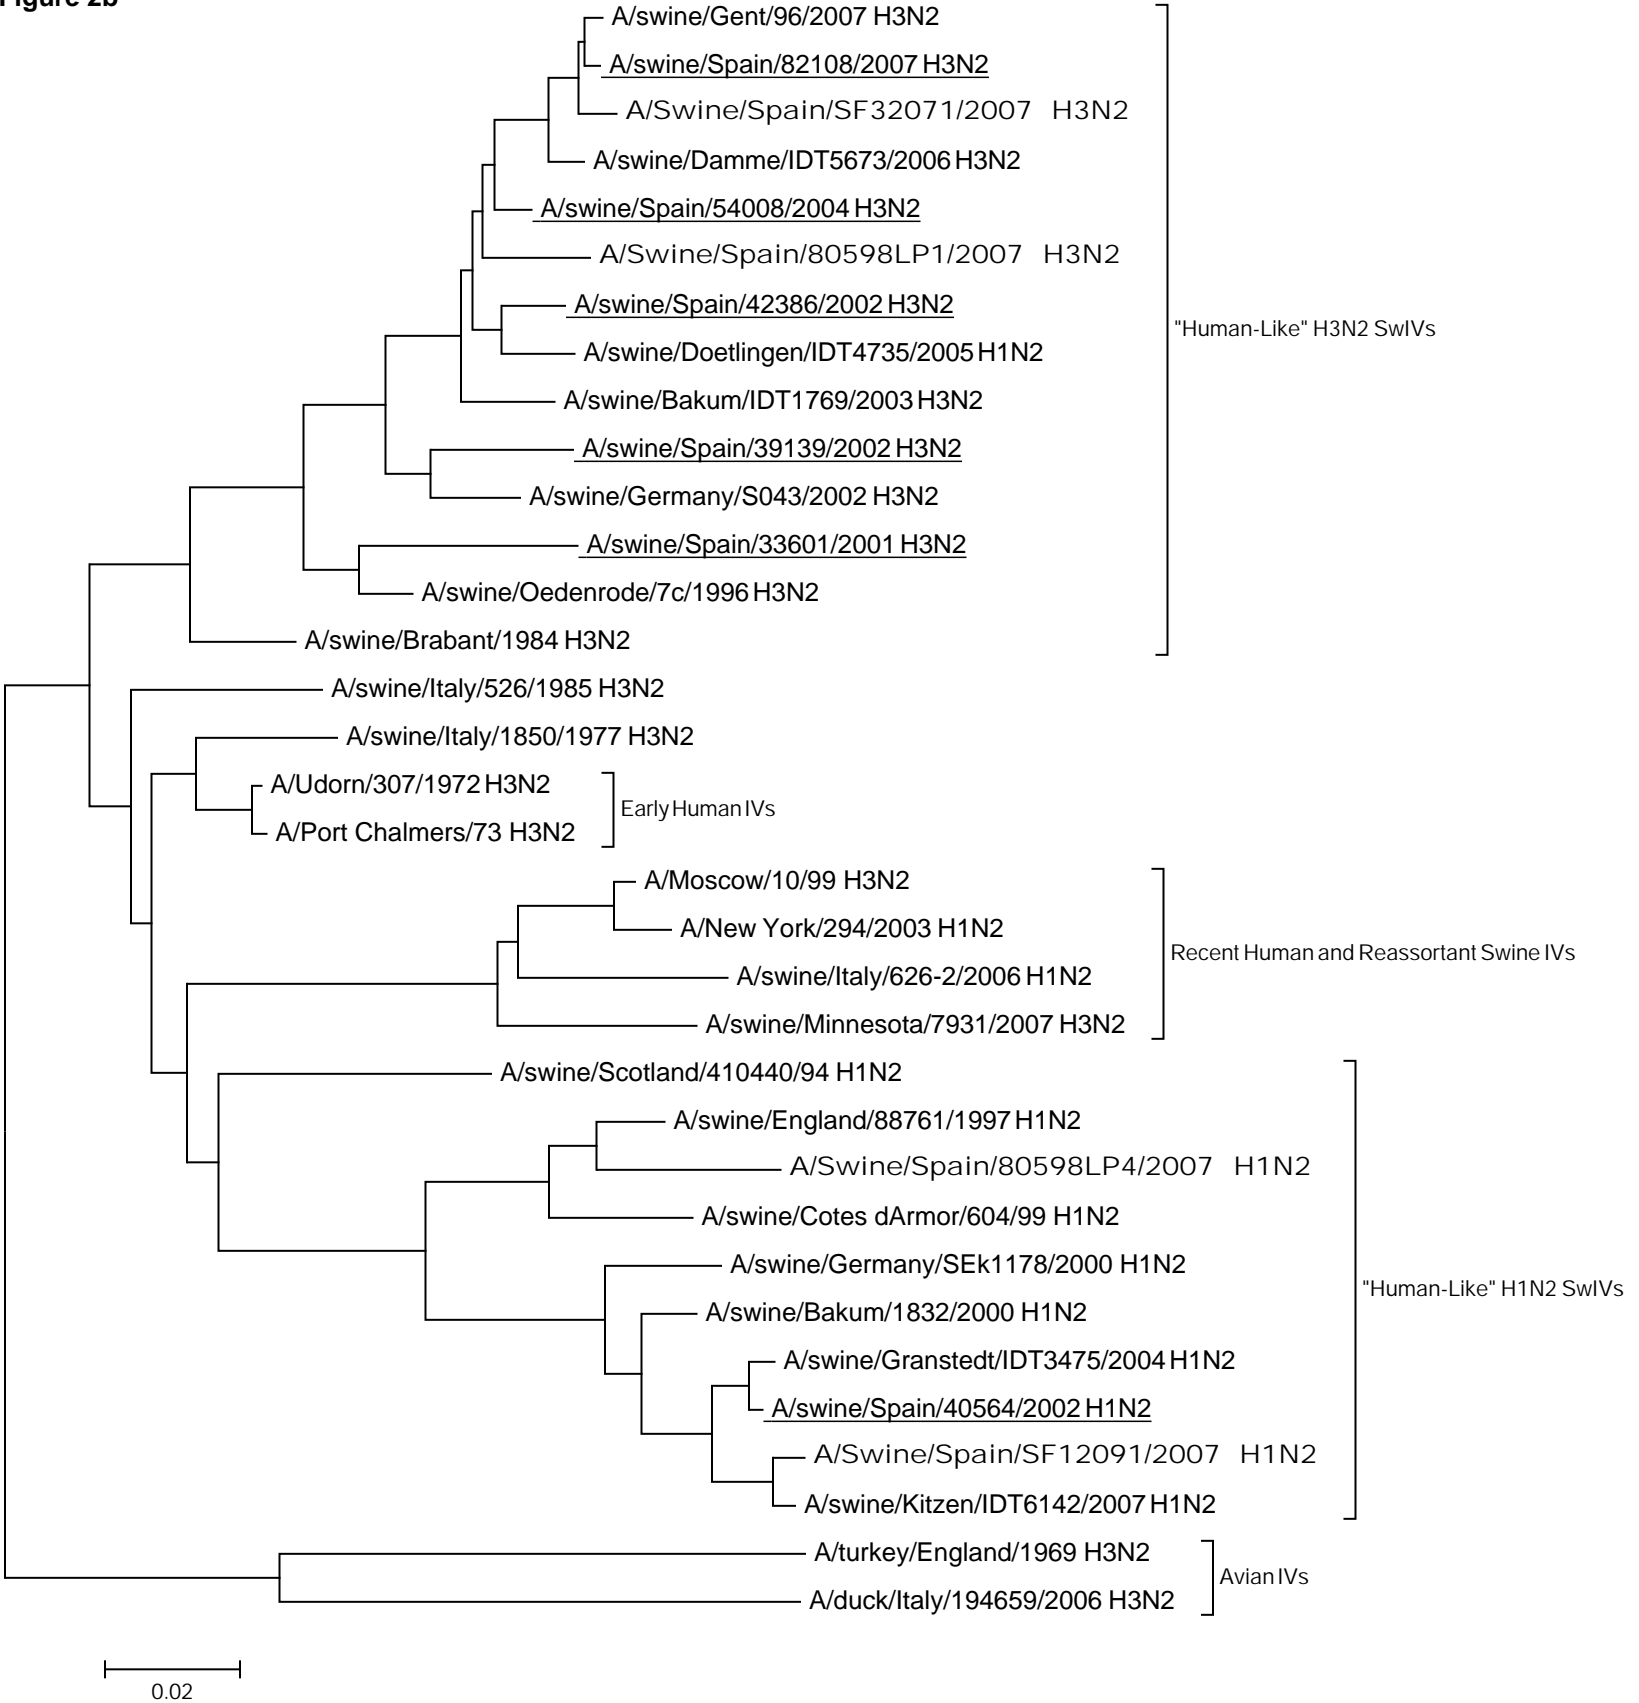 Figure 2b
A/swine/Gent/96/2007 H3N2
A/swine/Spain/82108/2007 H3N2
A/Swine/Spain/SF32071/2007 H3N2
A/swine/Damme/IDT5673/2006 H3N2
A/swine/Spain/54008/2004 H3N2
A/Swine/Spain/80598LP1/2007 H3N2
A/swine/Spain/42386/2002 H3N2
"Human-Like" H3N2 SwIVs
A/swine/Doetlingen/IDT4735/2005 H1N2
A/swine/Bakum/IDT1769/2003 H3N2
A/swine/Spain/39139/2002 H3N2
A/swine/Germany/S043/2002 H3N2
A/swine/Spain/33601/2001 H3N2
A/swine/Oedenrode/7c/1996 H3N2
A/swine/Brabant/1984 H3N2
A/swine/Italy/526/1985 H3N2
A/swine/Italy/1850/1977 H3N2
A/Udorn/307/1972 H3N2
Early Human IVs
A/Port Chalmers/73 H3N2
A/Moscow/10/99 H3N2
A/New York/294/2003 H1N2
Recent Human and Reassortant Swine IVs
A/swine/Italy/626-2/2006 H1N2
A/swine/Minnesota/7931/2007 H3N2
A/swine/Scotland/410440/94 H1N2
A/swine/England/88761/1997 H1N2
A/Swine/Spain/80598LP4/2007 H1N2
A/swine/Cotes dArmor/604/99 H1N2
A/swine/Germany/SEk1178/2000 H1N2
"Human-Like" H1N2 SwIVs
A/swine/Bakum/1832/2000 H1N2
A/swine/Granstedt/IDT3475/2004 H1N2
A/swine/Spain/40564/2002 H1N2
A/Swine/Spain/SF12091/2007 H1N2
A/swine/Kitzen/IDT6142/2007 H1N2
A/turkey/England/1969 H3N2
Avian IVs
A/duck/Italy/194659/2006 H3N2
0.02